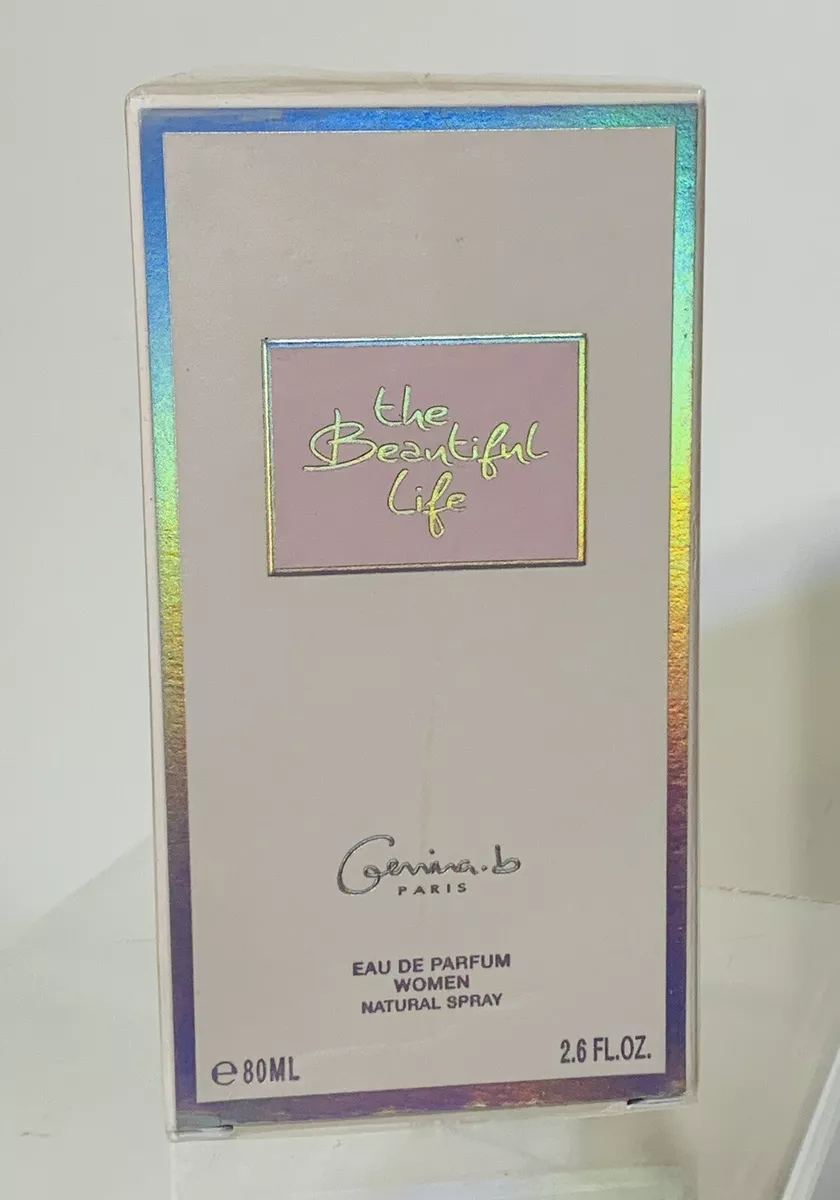 the
Beautiful
Life
Gemina.b
PARIS
EAU DE PARFUM
WOMEN
NATURAL SPRAY
℮80ML
2.6 FL.OZ.